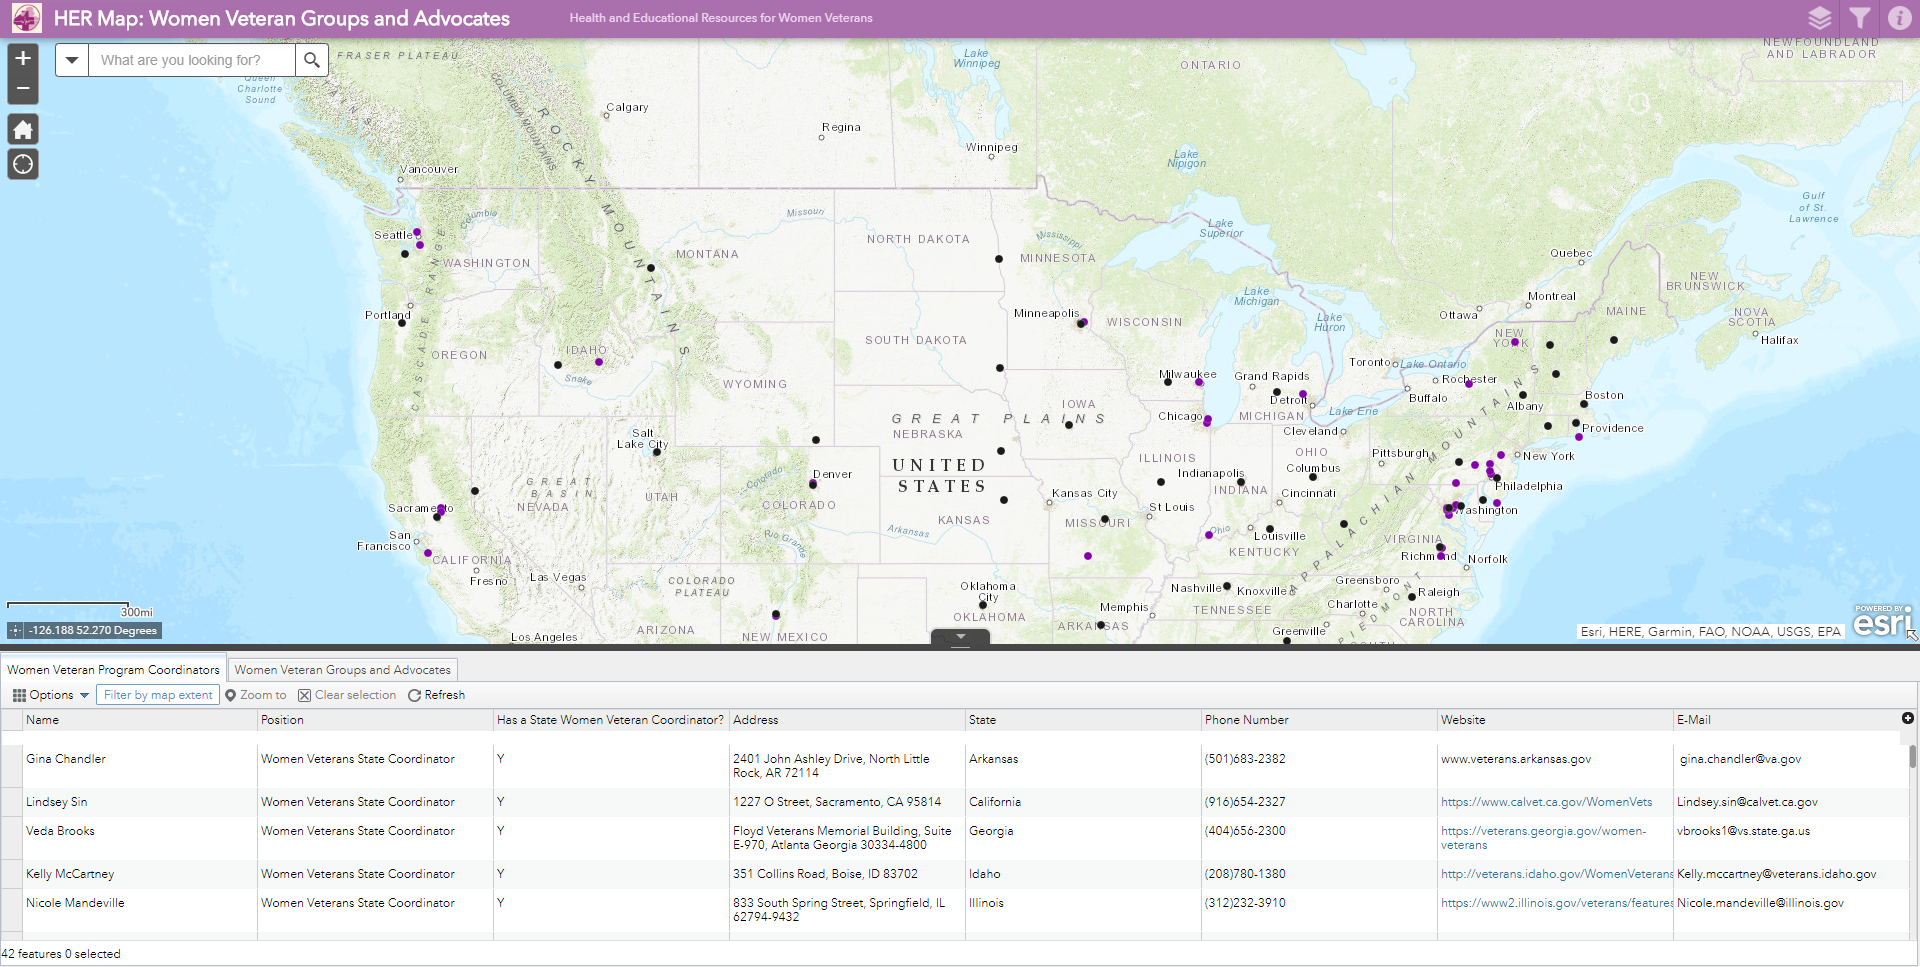 HER Map: Women Veteran Groups and Advocates
Health and Educational Resources for Women Veterans
What are you looking for?
FRASER PLATEAU
Queen
Charlotte
Sound
COLUMBIA MOUNTAINS
ROCKY MOUNTAINS
Calgary
Regina
Lake
Winnipeg
Winnipeg
ONTARIO
Lake
Nipigon
NEWFOUNDLAND
AND LABRADOR
Vancouver
Gulf
of St.
Lawrence
Columbia
Missouri
Seattle
WASHINGTON
CASCADE RANGE
MONTANA
NORTH DAKOTA
Mississippi
MINNESOTA
Lake
Superior
Quebec
NEW
BRUNSWICK
Portland
OREGON
IDAHO
Snake
Minneapolis
WISCONSIN
SOUTH DAKOTA
WYOMING
Lake
Michigan
Lake
Huron
Montreal
Ottawa
MAINE
NOVA
SCOTIA
Halifax
NEW
YORK
Toronto
Lake Ontario
Rochester
Milwaukee
Grand Rapids
Detroit
Buffalo
Albany
Boston
IOWA
Chicago
MICHIGAN
Lake Erie
Cleveland
Providence
GREAT PLAINS
NEBRASKA
Salt
Lake City
UNITED
STATES
ILLINOIS
Indianapolis
INDIANA
OHIO
Columbus
Pittsburgh
New York
Philadelphia
Denver
Colorado
COLORADO
GREAT
BASIN
NEVADA
UTAH
Kansas City
KANSAS
Arkansas
St Louis
MISSOURI
Cincinnati
Ohio
Louisville
KENTUCKY
APPALACHIAN MOUNTAINS
Washington
VIRGINIA
Richmond
Norfolk
Sacramento
San
Francisco
CALIFORNIA
Fresno
Las Vegas
Rio Grande
COLORADO
PLATEAU
Oklahoma
City
OKLAHOMA
Nashville
Knoxville
TENNESSEE
Memphis
ARKANSAS
Greensboro
Raleigh
Charlotte
NORTH
CAROLINA
PIEDMONT
Greenville
SOUTH
Los Angeles
ARIZONA
NEW MEXICO
300mi
-126.188 52.270 Degrees
Esri, HERE, Garmin, FAO, NOAA, USGS, EPA
POWERED BY
esri
Women Veteran Program Coordinators
Women Veteran Groups and Advocates
Options
Filter by map extent
Zoom to
Clear selection
Refresh
Name Position Has a State Women Veteran Coordinator? Address State Phone Number Website E-Mail
Gina Chandler Women Veterans State Coordinator Y 2401 John Ashley Drive, North Little Arkansas (501)683-2382 www.veterans.arkansas.gov gina.chandler@va.gov
Rock, AR 72114
Lindsey Sin Women Veterans State Coordinator Y 1227 O Street, Sacramento, CA 95814 California (916)654-2327 https://www.calvet.ca.gov/WomenVets Lindsey.sin@calvet.ca.gov
Veda Brooks Women Veterans State Coordinator Y Floyd Veterans Memorial Building, Suite Georgia (404)656-2300 https://veterans.georgia.gov/women- vbrooks1@vs.state.ga.us
E-970, Atlanta Georgia 30334-4800 veterans
Kelly McCartney Women Veterans State Coordinator Y 351 Collins Road, Boise, ID 83702 Idaho (208)780-1380 http://veterans.idaho.gov/WomenVeterans Kelly.mccartney@veterans.idaho.gov
Nicole Mandeville Women Veterans State Coordinator Y 833 South Spring Street, Springfield, IL Illinois (312)232-3910 https://www2.illinois.gov/veterans/features Nicole.mandeville@illinois.gov
62794-9432
42 features 0 selected